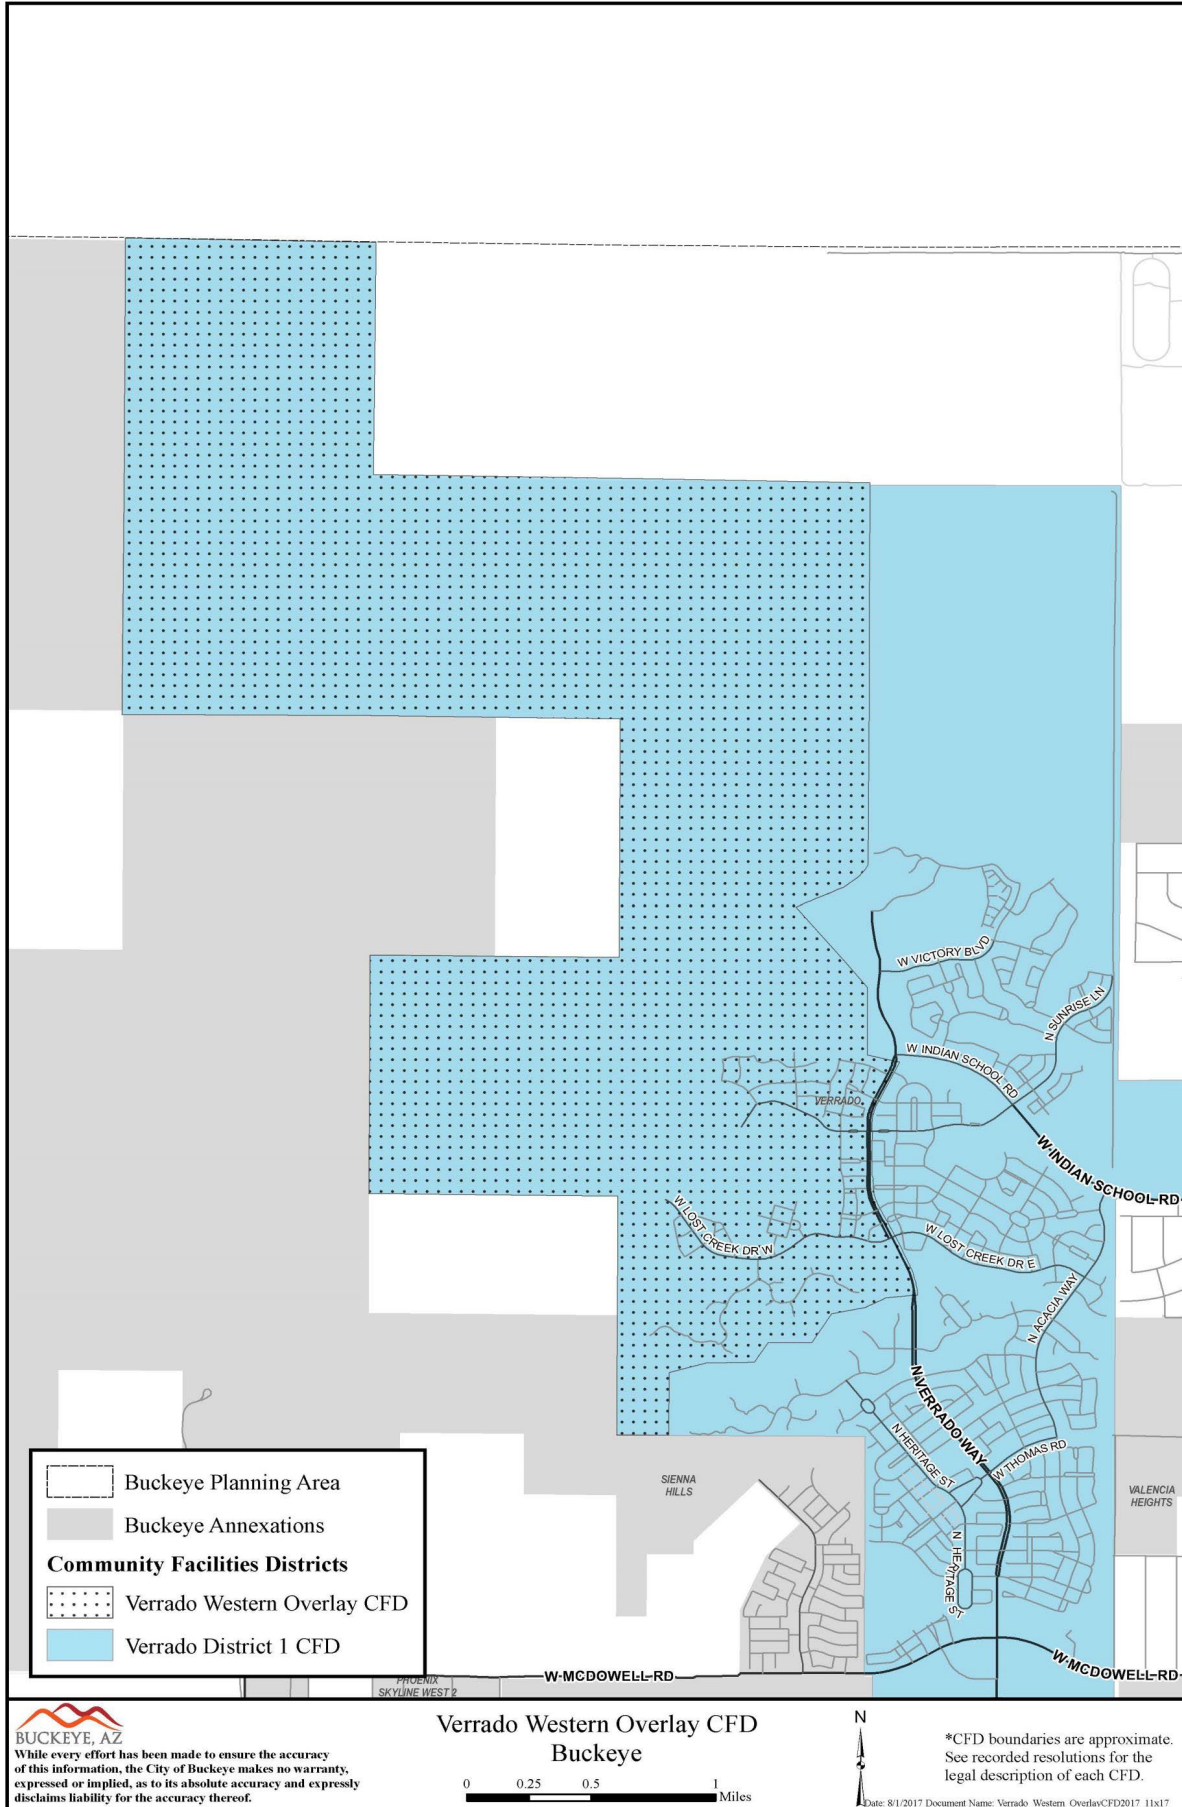 W VICTORY BLVD
N SUNRISE LN
W INDIAN SCHOOL RD
VERRADO
W INDIAN SCHOOL RD
W LOST CREEK DR W
W LOST CREEK DR E
N ACACIA WAY
N VERRADO WAY
N HERITAGE ST
W THOMAS RD
SIENNA
HILLS
VALENCIA
HEIGHTS
N HERITAGE ST
Buckeye Planning Area
Buckeye Annexations
Community Facilities Districts
Verrado Western Overlay CFD
Verrado District 1 CFD
W MCDOWELL RD
W MCDOWELL RD
PHOENIX
SKYLINE WEST 2
BUCKEYE, AZ
While every effort has been made to ensure the accuracy
of this information, the City of Buckeye makes no warranty,
expressed or implied, as to its absolute accuracy and expressly
disclaims liability for the accuracy thereof.
Verrado Western Overlay CFD
Buckeye
0 0.25 0.5 1
Miles
N
*CFD boundaries are approximate.
See recorded resolutions for the
legal description of each CFD.
Date: 8/1/2017 Document Name: Verrado_Western_OverlayCFD2017_11x17